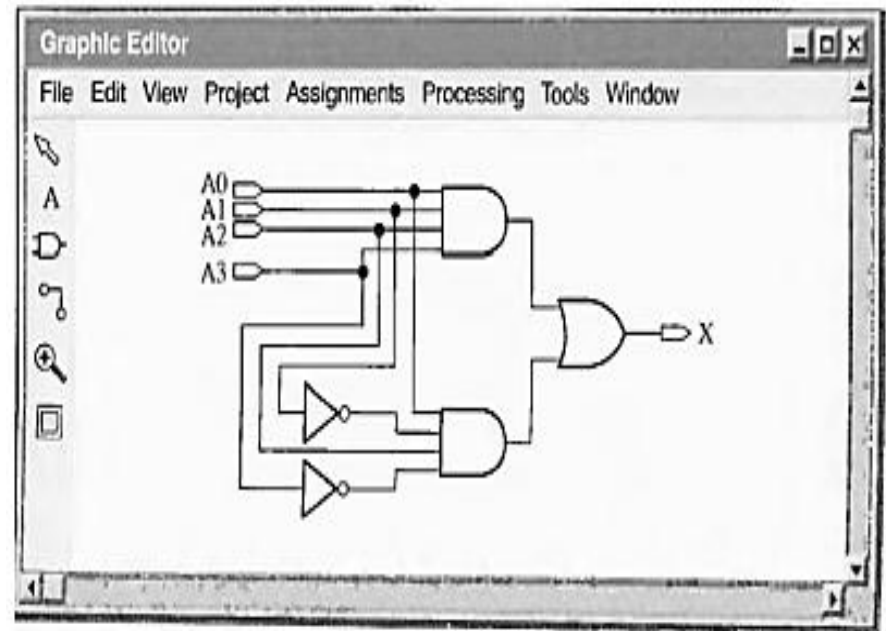 Graphic Editor
File Edit View Project Assignments Processing Tools Window
A
A0
A1
A2
A3
X